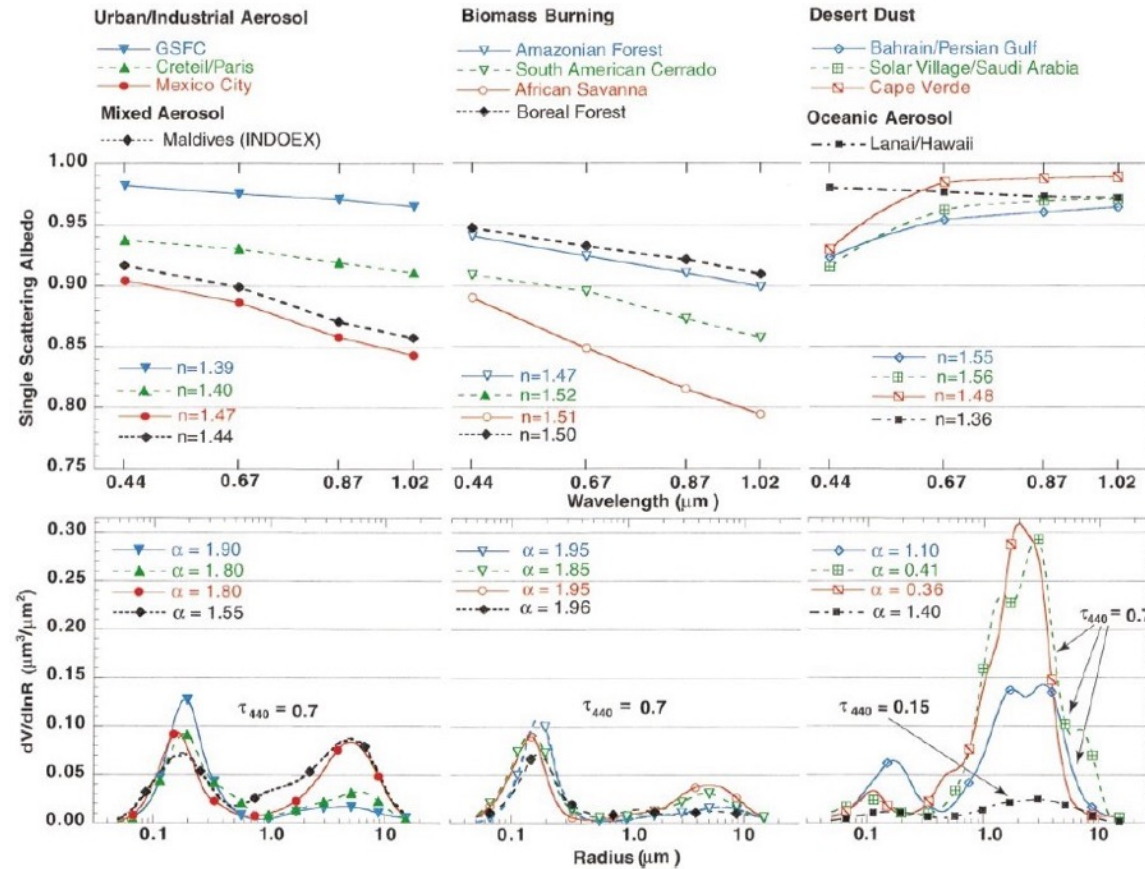 Urban/Industrial Aerosol
GSFC
Creteil/Paris
Mexico City
Mixed Aerosol
Maldives (INDOEX)
Biomass Burning
Amazonian Forest
South American Cerrado
African Savanna
Boreal Forest
Desert Dust
Bahrain/Persian Gulf
Solar Village/Saudi Arabia
Cape Verde
Oceanic Aerosol
Lanai/Hawaii
Single Scattering Albedo
1.00
0.95
0.90
0.85
0.80
0.75
n=1.39
n=1.40
n=1.47
n=1.44
n=1.47
n=1.52
n=1.51
n=1.50
n=1.55
n=1.56
n=1.48
n=1.36
0.44 0.67 0.87 1.02
0.44 0.67 0.87 1.02
0.44 0.67 0.87 1.02
Wavelength (μm )
dV/dlnR (μm³/μm²)
0.30
0.25
0.20
0.15
0.10
0.05
0.00
α = 1.90
α = 1.80
α = 1.80
α = 1.55
τ440 = 0.7
α = 1.95
α = 1.85
α = 1.95
α = 1.96
τ440 = 0.7
α = 1.10
α = 0.41
α = 0.36
α = 1.40
τ440 = 0.7
τ440 = 0.15
0.1 1.0 10
0.1 1.0 10
0.1 1.0 10
Radius (μm )